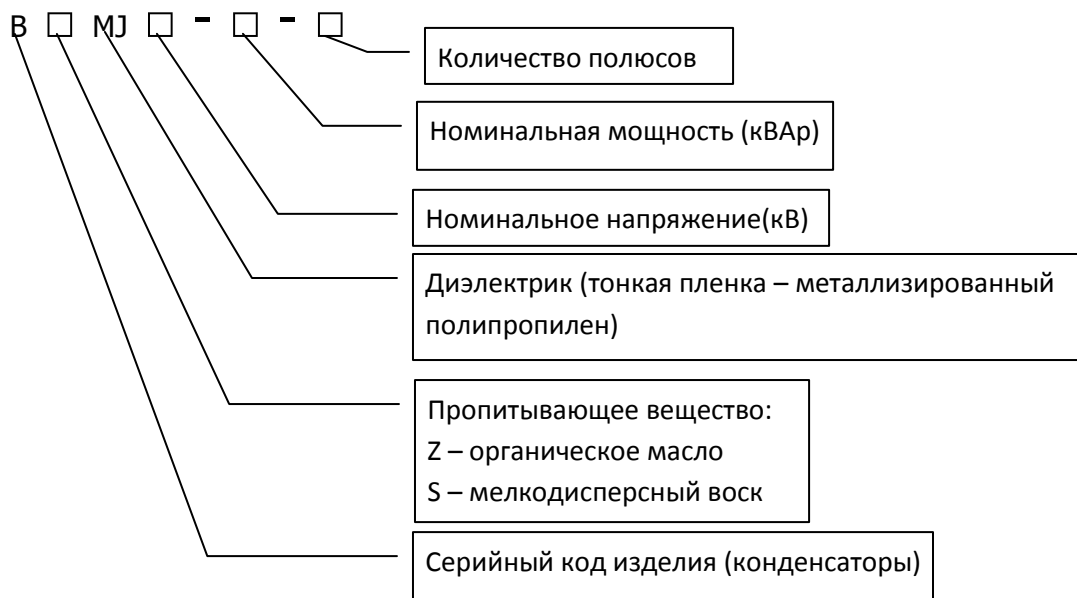 B □ MJ □ - □ - □
Количество полюсов
Номинальная мощность (кВАр)
Номинальное напряжение(кВ)
Диэлектрик (тонкая пленка – металлизированный
полипропилен)
Пропитывающее вещество:
Z – органическое масло
S – мелкодисперсный воск
Серийный код изделия (конденсаторы)